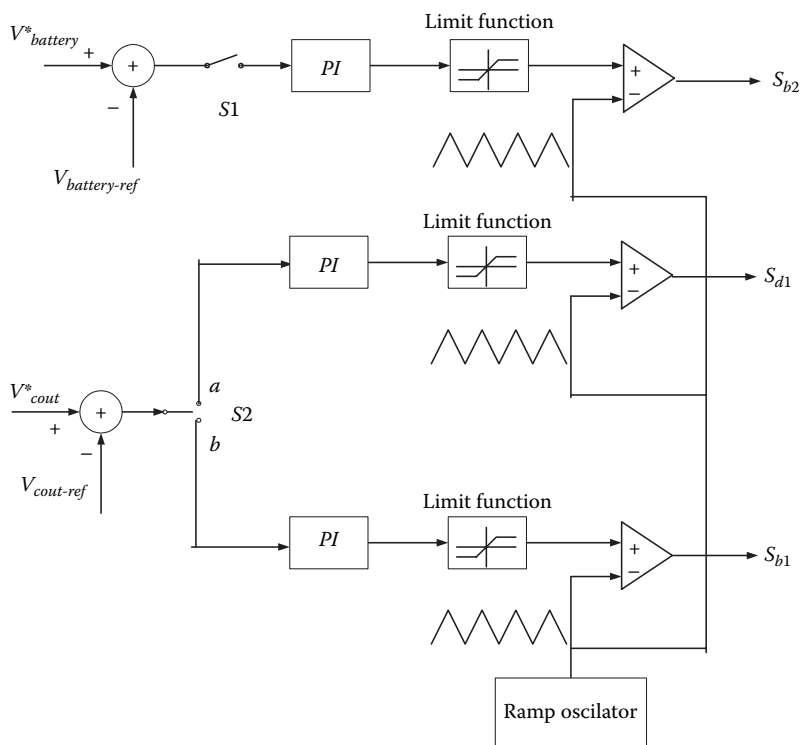 Limit function
V*battery
+
+
−
S1
PI
+
−
Sb2
Vbattery-ref
Limit function
PI
+
−
Sd1
a
V*cout
+
+
−
S2
b
Vcout-ref
Limit function
PI
+
−
Sb1
Ramp oscilator